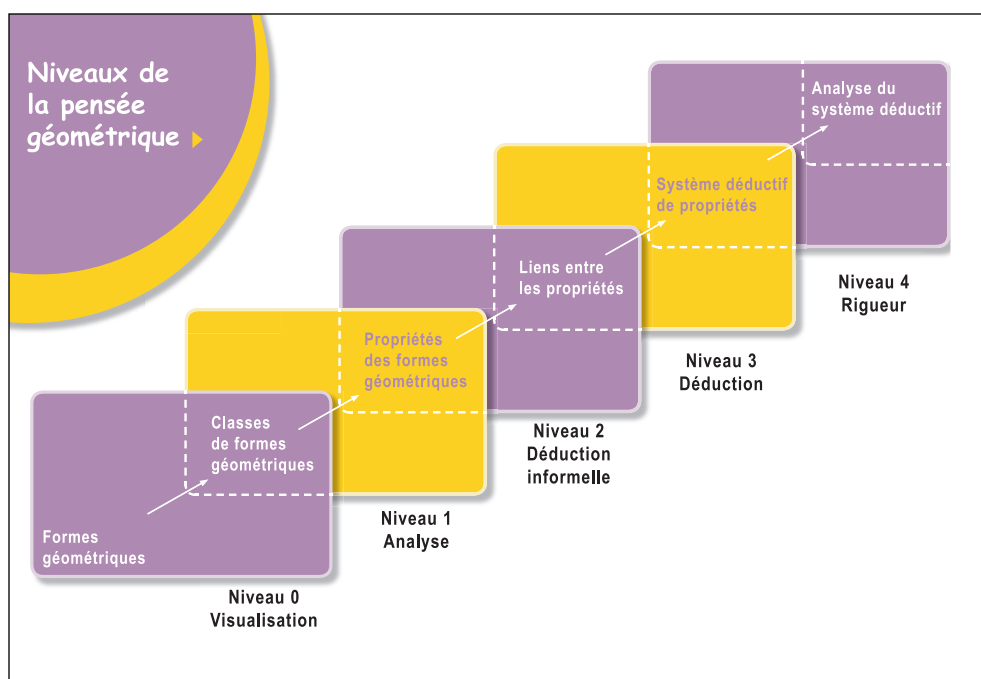 Niveaux de
la pensée
géométrique
Formes
géométriques
Niveau 0
Visualisation
Classes
de formes
géométriques
Niveau 1
Analyse
Propriétés
des formes
géométriques
Niveau 2
Déduction
informelle
Liens entre
les propriétés
Niveau 3
Déduction
Système déductif
de propriétés
Niveau 4
Rigueur
Analyse du
système déductif